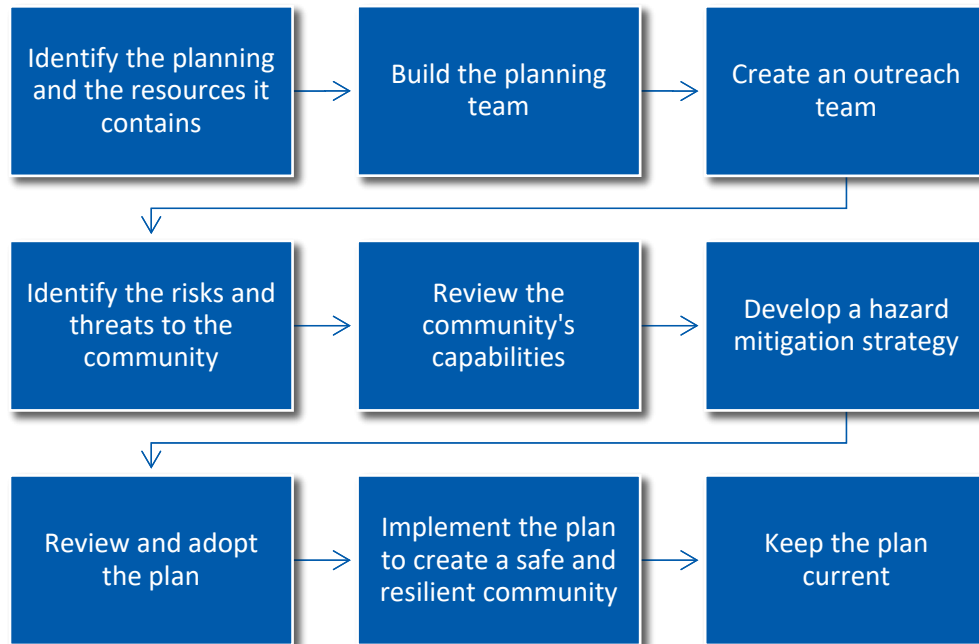 Identify the planning
and the resources it
contains
Build the planning
team
Create an outreach
team
Identify the risks and
threats to the
community
Review the
community's
capabilities
Develop a hazard
mitigation strategy
Review and adopt
the plan
Implement the plan
to create a safe and
resilient community
Keep the plan
current